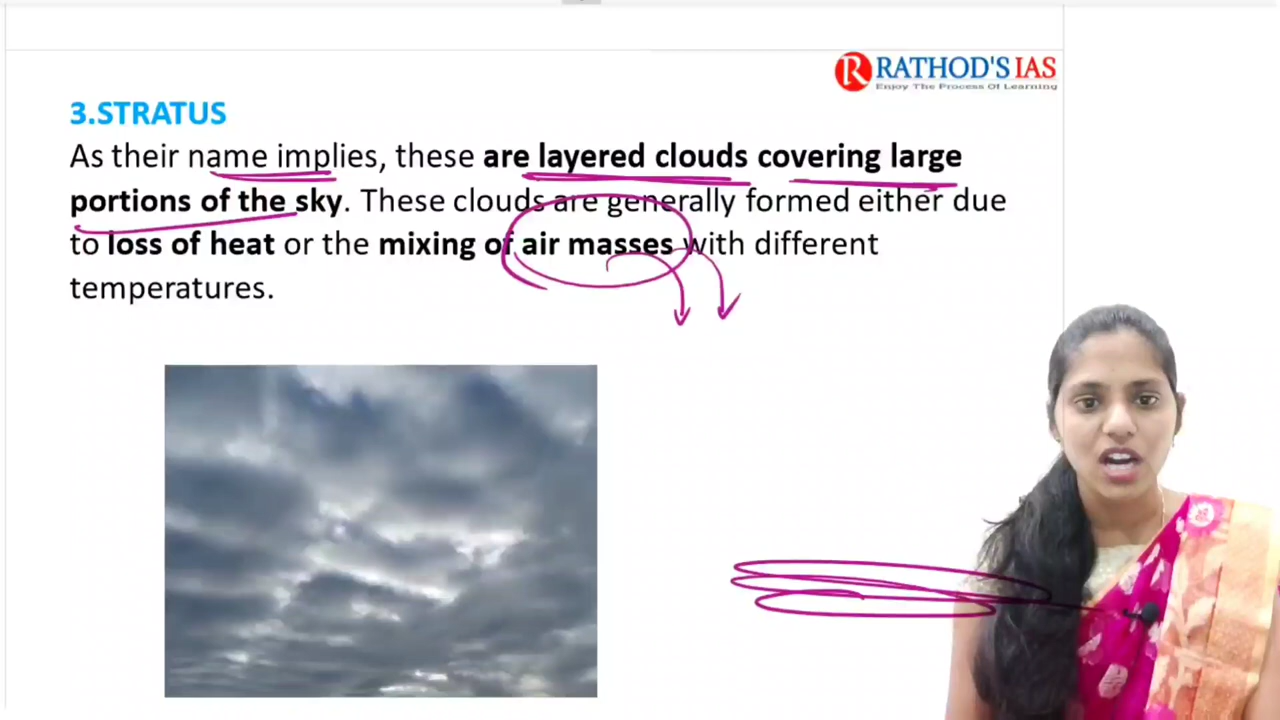 RATHOD'S IAS
Enjoy The Process Of Learning
3.STRATUS
As their name implies, these are layered clouds covering large
portions of the sky. These clouds are generally formed either due
to loss of heat or the mixing of air masses with different
temperatures.